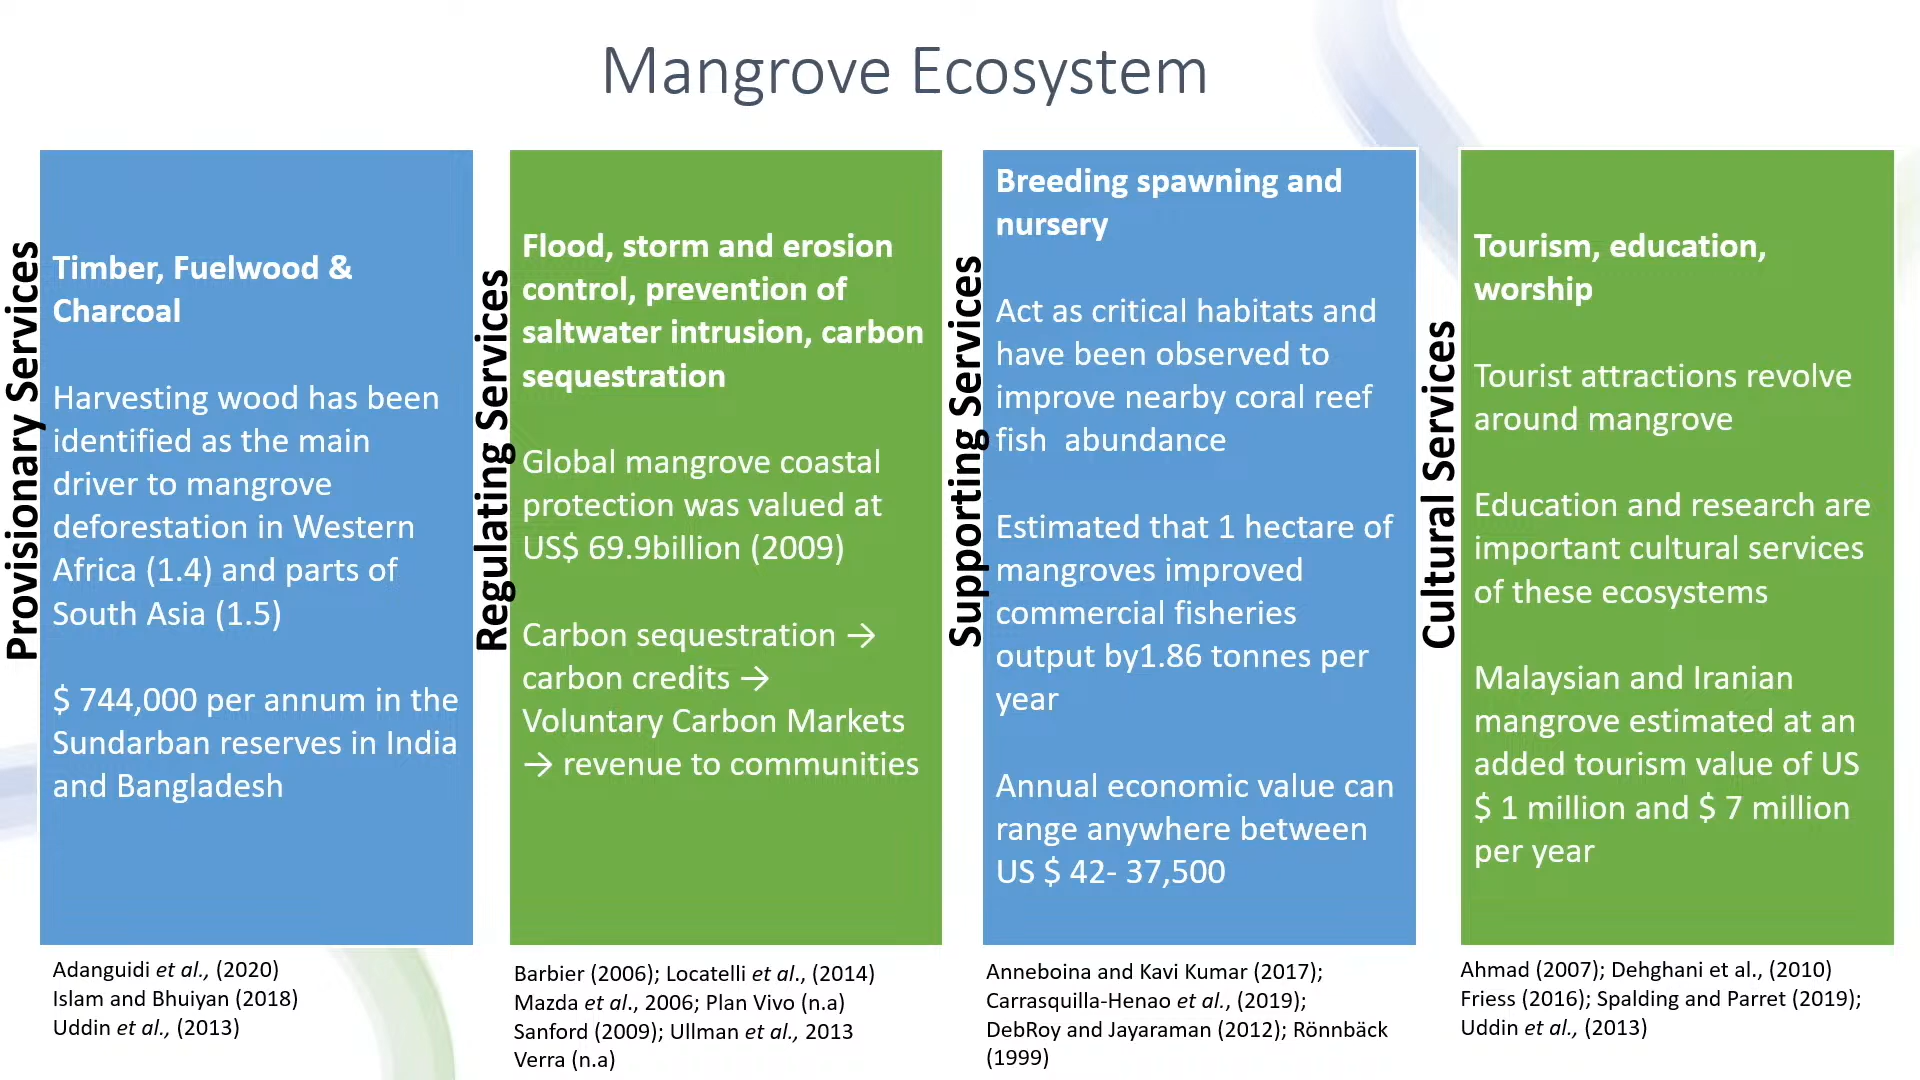 Mangrove Ecosystem
Provisionary Services
Timber, Fuelwood &
Charcoal
Harvesting wood has been
identified as the main
driver to mangrove
deforestation in Western
Africa (1.4) and parts of
South Asia (1.5)
$ 744,000 per annum in the
Sundarban reserves in India
and Bangladesh
Adanguidi et al., (2020)
Islam and Bhuiyan (2018)
Uddin et al., (2013)
Regulating Services
Flood, storm and erosion
control, prevention of
saltwater intrusion, carbon
sequestration
Global mangrove coastal
protection was valued at
US$ 69.9billion (2009)
Carbon sequestration →
carbon credits →
Voluntary Carbon Markets
→ revenue to communities
Barbier (2006); Locatelli et al., (2014)
Mazda et al., 2006; Plan Vivo (n.a)
Sanford (2009); Ullman et al., 2013
Verra (n.a)
Supporting Services
Breeding spawning and
nursery
Act as critical habitats and
have been observed to
improve nearby coral reef
fish  abundance
Estimated that 1 hectare of
mangroves improved
commercial fisheries
output by1.86 tonnes per
year
Annual economic value can
range anywhere between
US $ 42- 37,500
Anneboina and Kavi Kumar (2017);
Carrasquilla-Henao et al., (2019);
DebRoy and Jayaraman (2012); Rönnbäck
(1999)
Cultural Services
Tourism, education,
worship
Tourist attractions revolve
around mangrove
Education and research are
important cultural services
of these ecosystems
Malaysian and Iranian
mangrove estimated at an
added tourism value of US
$ 1 million and $ 7 million
per year
Ahmad (2007); Dehghani et al., (2010)
Friess (2016); Spalding and Parret (2019);
Uddin et al., (2013)